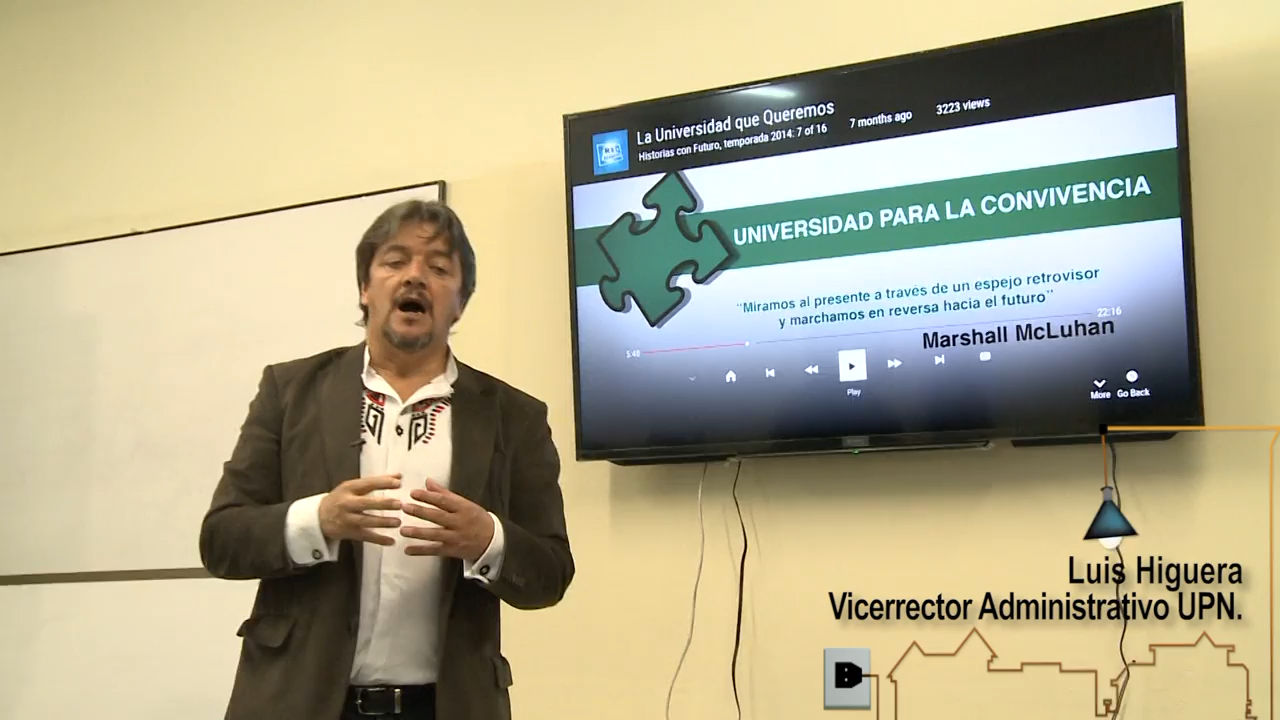 La Universidad que Queremos
Historias con Futuro, temporada 2014: 7 of 16
7 months ago
3223 views
UNIVERSIDAD PARA LA CONVIVENCIA
"Miramos al presente a través de un espejo retrovisor
y marchamos en reversa hacia el futuro"
Marshall McLuhan
5:40
22:16
Play
More
Go Back
Luis Higuera
Vicerrector Administrativo UPN.